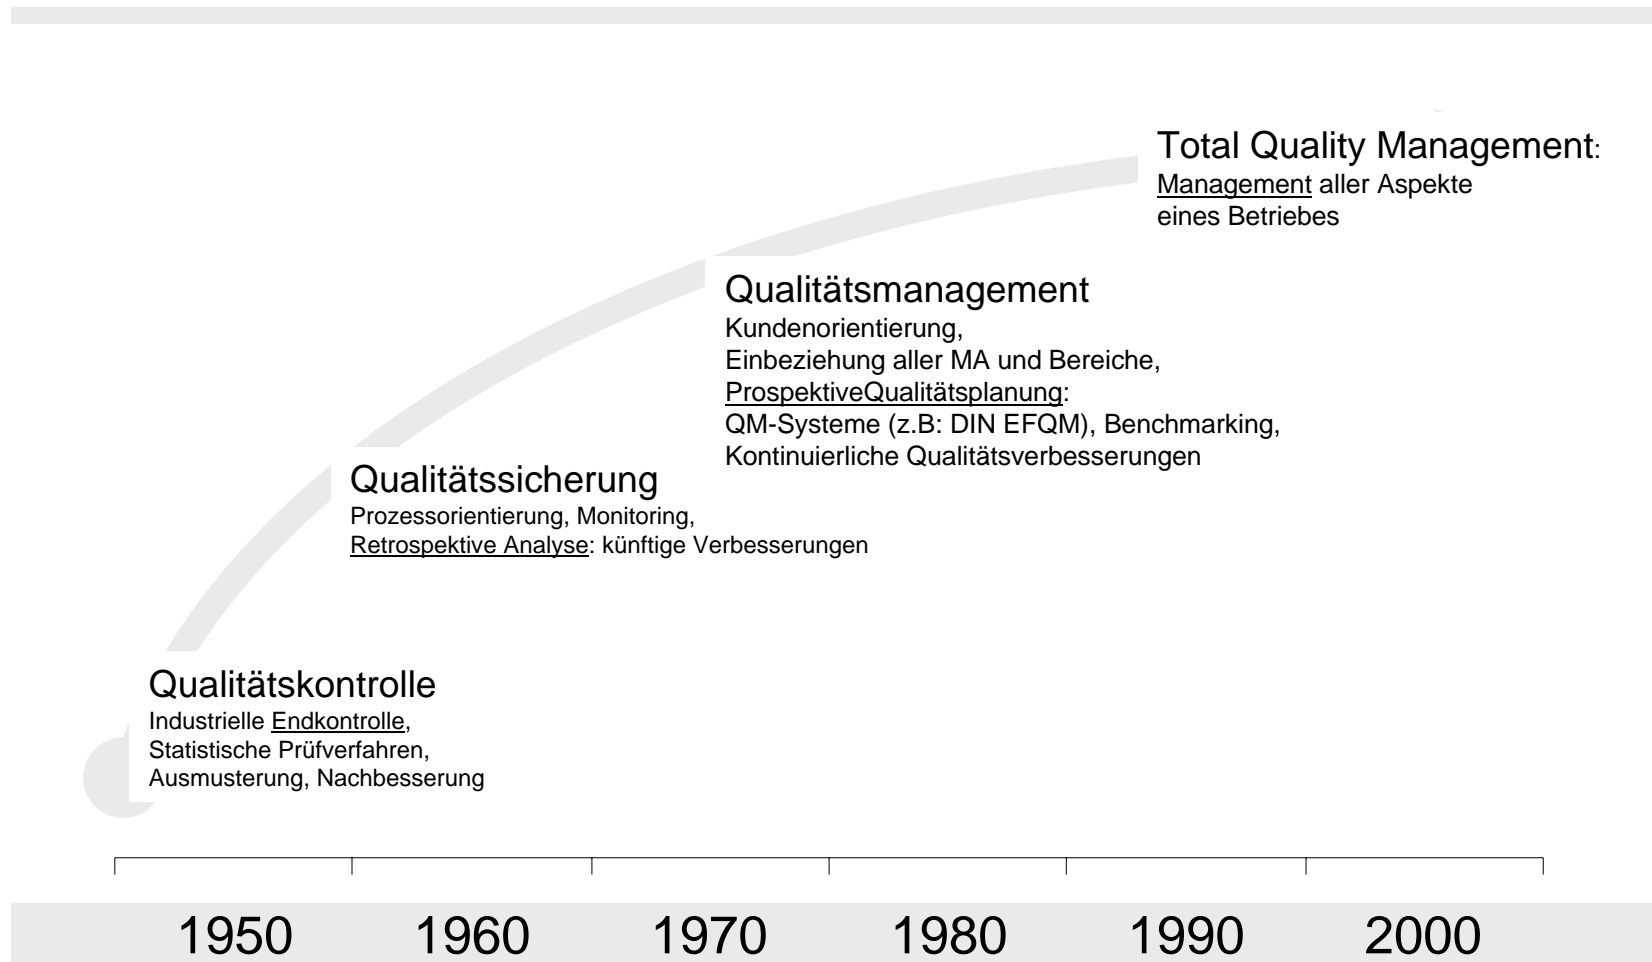 Total Quality Management:
Management aller Aspekte
eines Betriebes
Qualitätsmanagement
Kundenorientierung,
Einbeziehung aller MA und Bereiche,
ProspektiveQualitätsplanung:
QM-Systeme (z.B: DIN EFQM), Benchmarking,
Kontinuierliche Qualitätsverbesserungen
Qualitätssicherung
Prozessorientierung, Monitoring,
Retrospektive Analyse: künftige Verbesserungen
Qualitätskontrolle
Industrielle Endkontrolle,
Statistische Prüfverfahren,
Ausmusterung, Nachbesserung
1950 1960 1970 1980 1990 2000